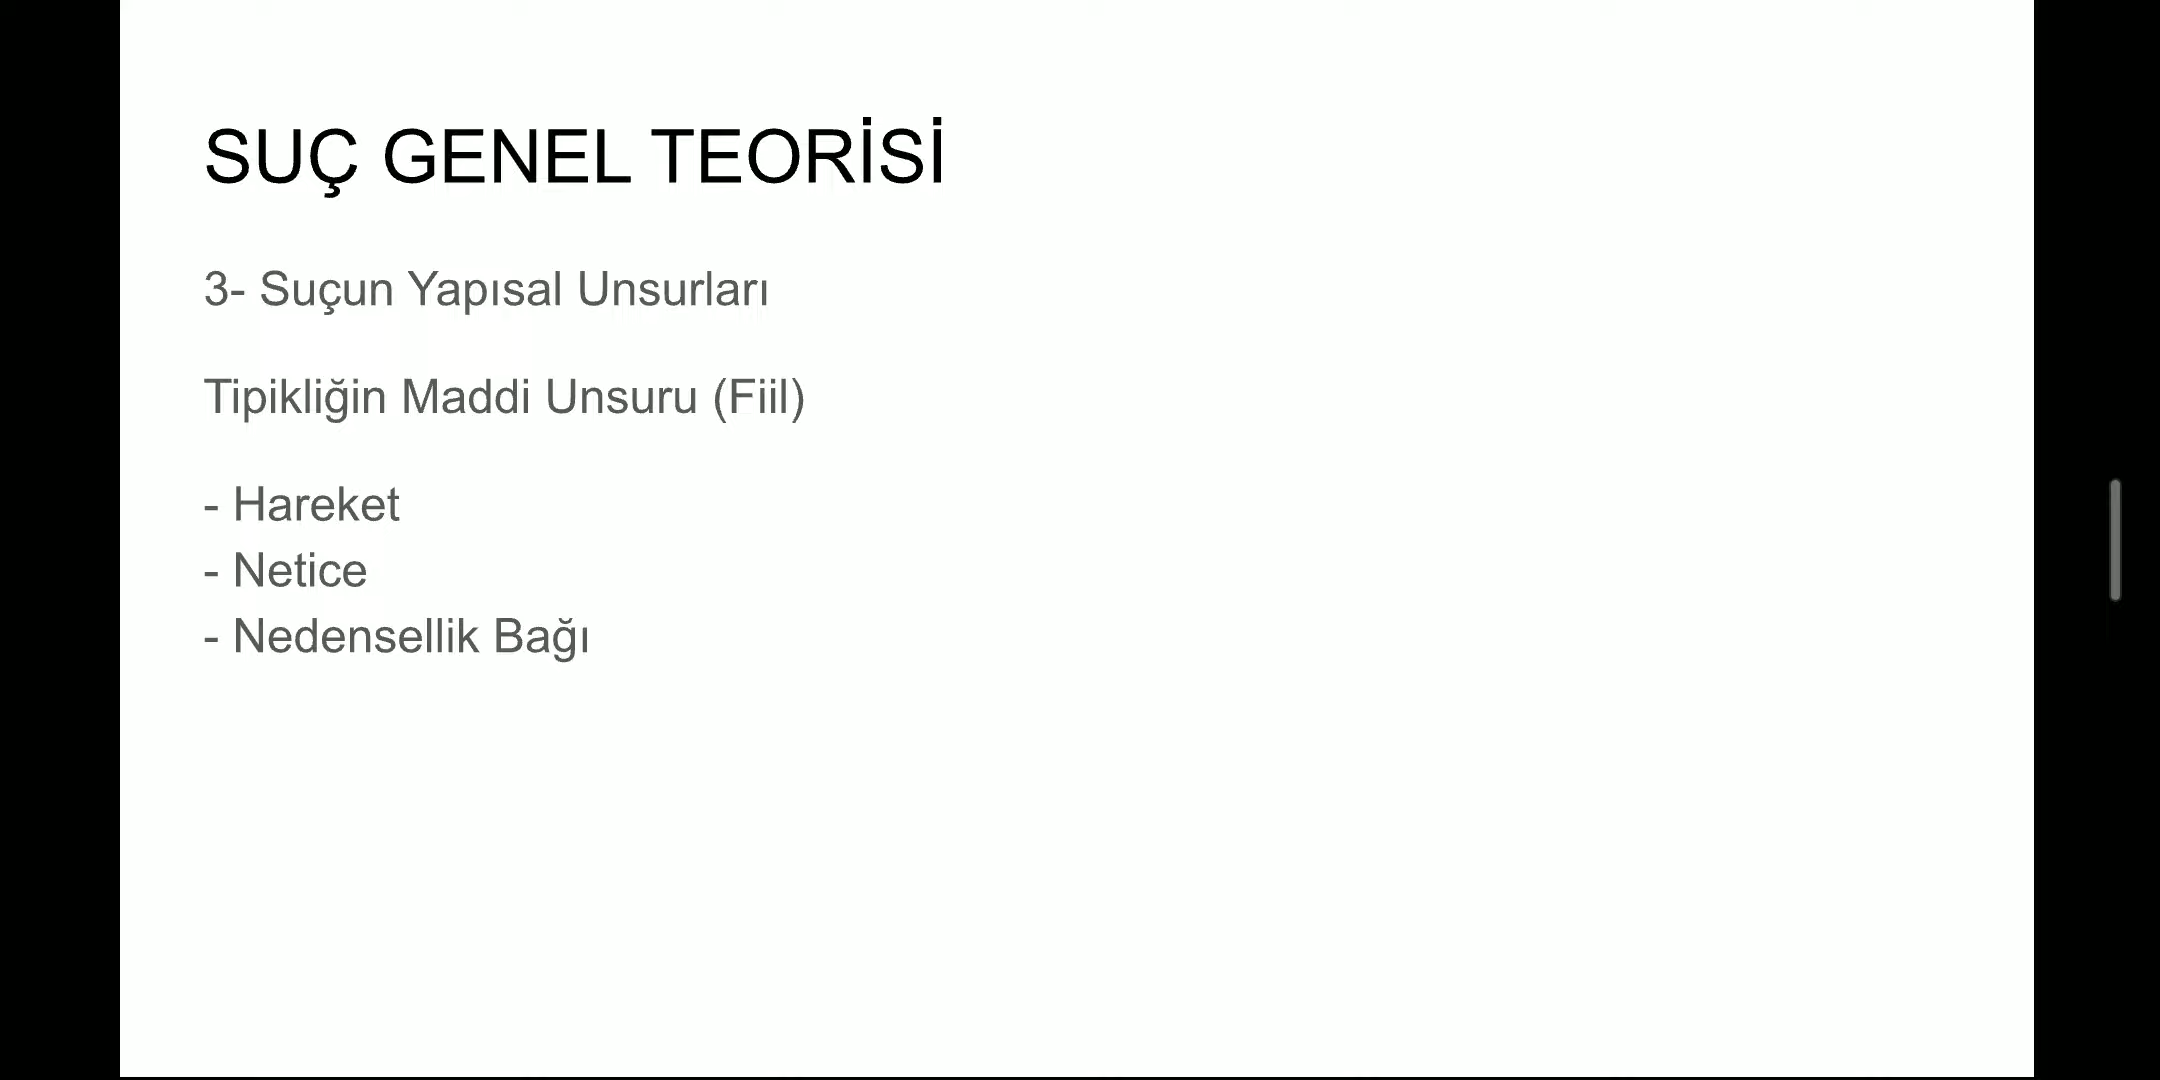 SUÇ GENEL TEORİSİ
3- Suçun Yapısal Unsurları
Tipikliğin Maddi Unsuru (Fiil)
- Hareket
- Netice
- Nedensellik Bağı